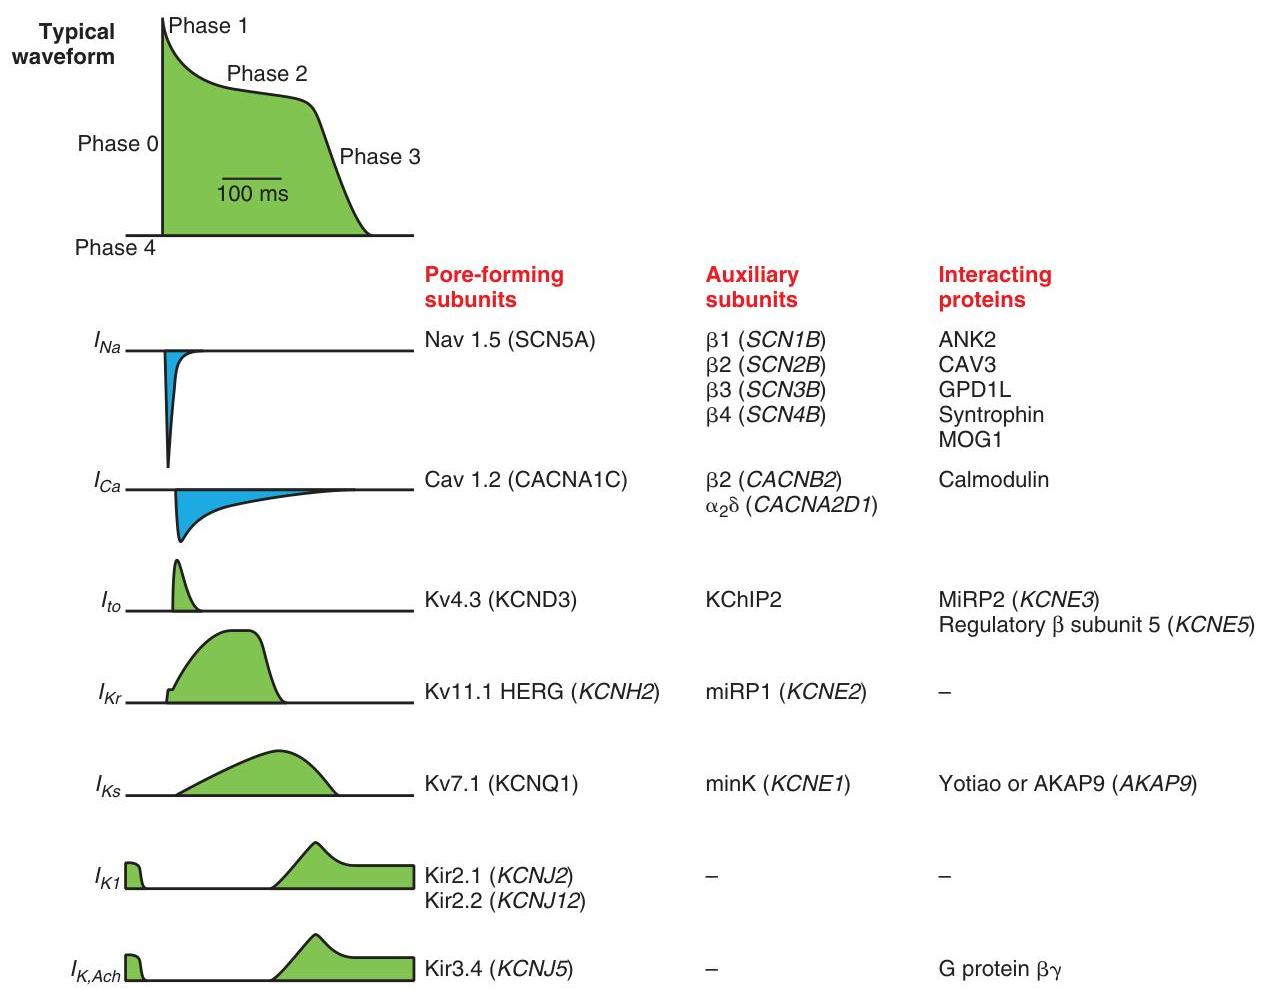 Typical
waveform
Phase 1
Phase 2
Phase 0
Phase 3
100 ms
Phase 4
Pore-forming
subunits
Auxiliary
subunits
Interacting
proteins
INa
Nav 1.5 (SCN5A)
β1 (SCN1B)
β2 (SCN2B)
β3 (SCN3B)
β4 (SCN4B)
ANK2
CAV3
GPD1L
Syntrophin
MOG1
ICa
Cav 1.2 (CACNA1C)
β2 (CACNB2)
α2δ (CACNA2D1)
Calmodulin
Ito
Kv4.3 (KCND3)
KChIP2
MiRP2 (KCNE3)
Regulatory β subunit 5 (KCNE5)
IKr
Kv11.1 HERG (KCNH2)
miRP1 (KCNE2)
–
IKs
Kv7.1 (KCNQ1)
minK (KCNE1)
Yotiao or AKAP9 (AKAP9)
IK1
Kir2.1 (KCNJ2)
Kir2.2 (KCNJ12)
–
–
IK,Ach
Kir3.4 (KCNJ5)
–
G protein βγ